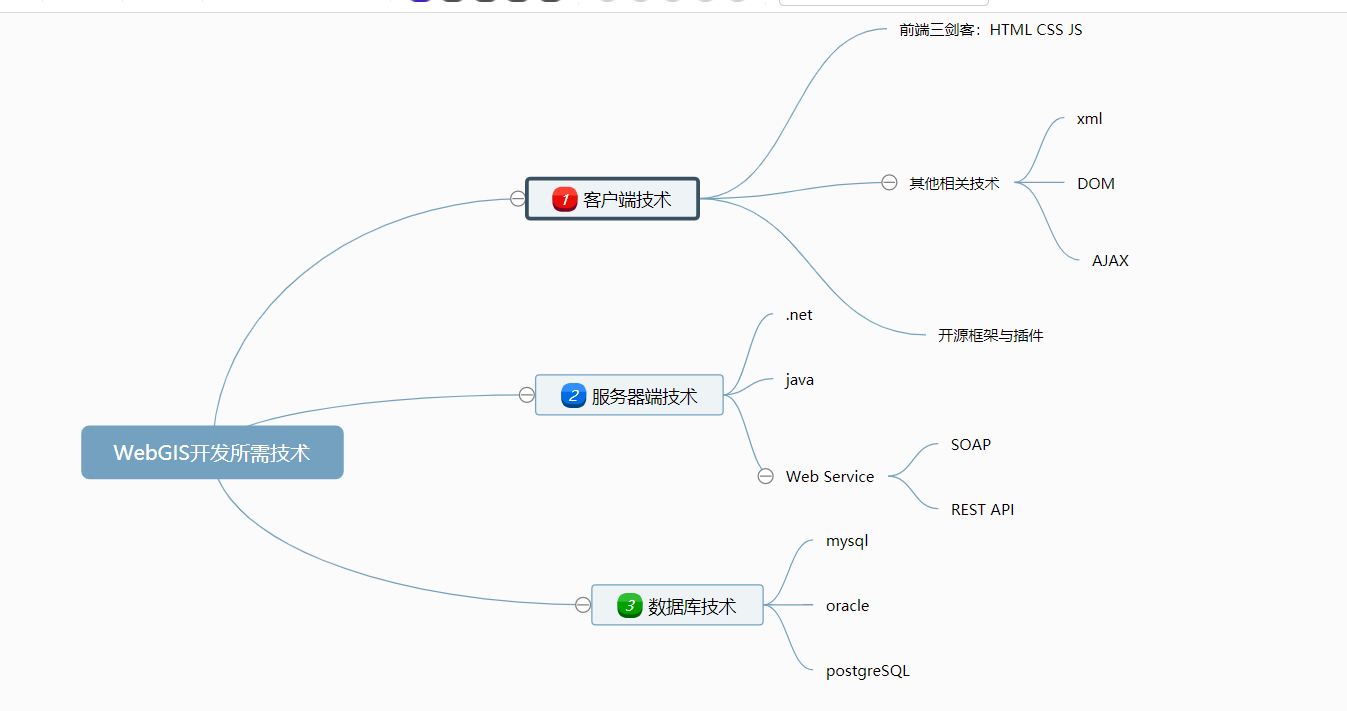 WebGIS开发所需技术
1 客户端技术
前端三剑客：HTML CSS JS
其他相关技术
xml
DOM
AJAX
开源框架与插件
2 服务器端技术
.net
java
Web Service
SOAP
REST API
3 数据库技术
mysql
oracle
postgreSQL